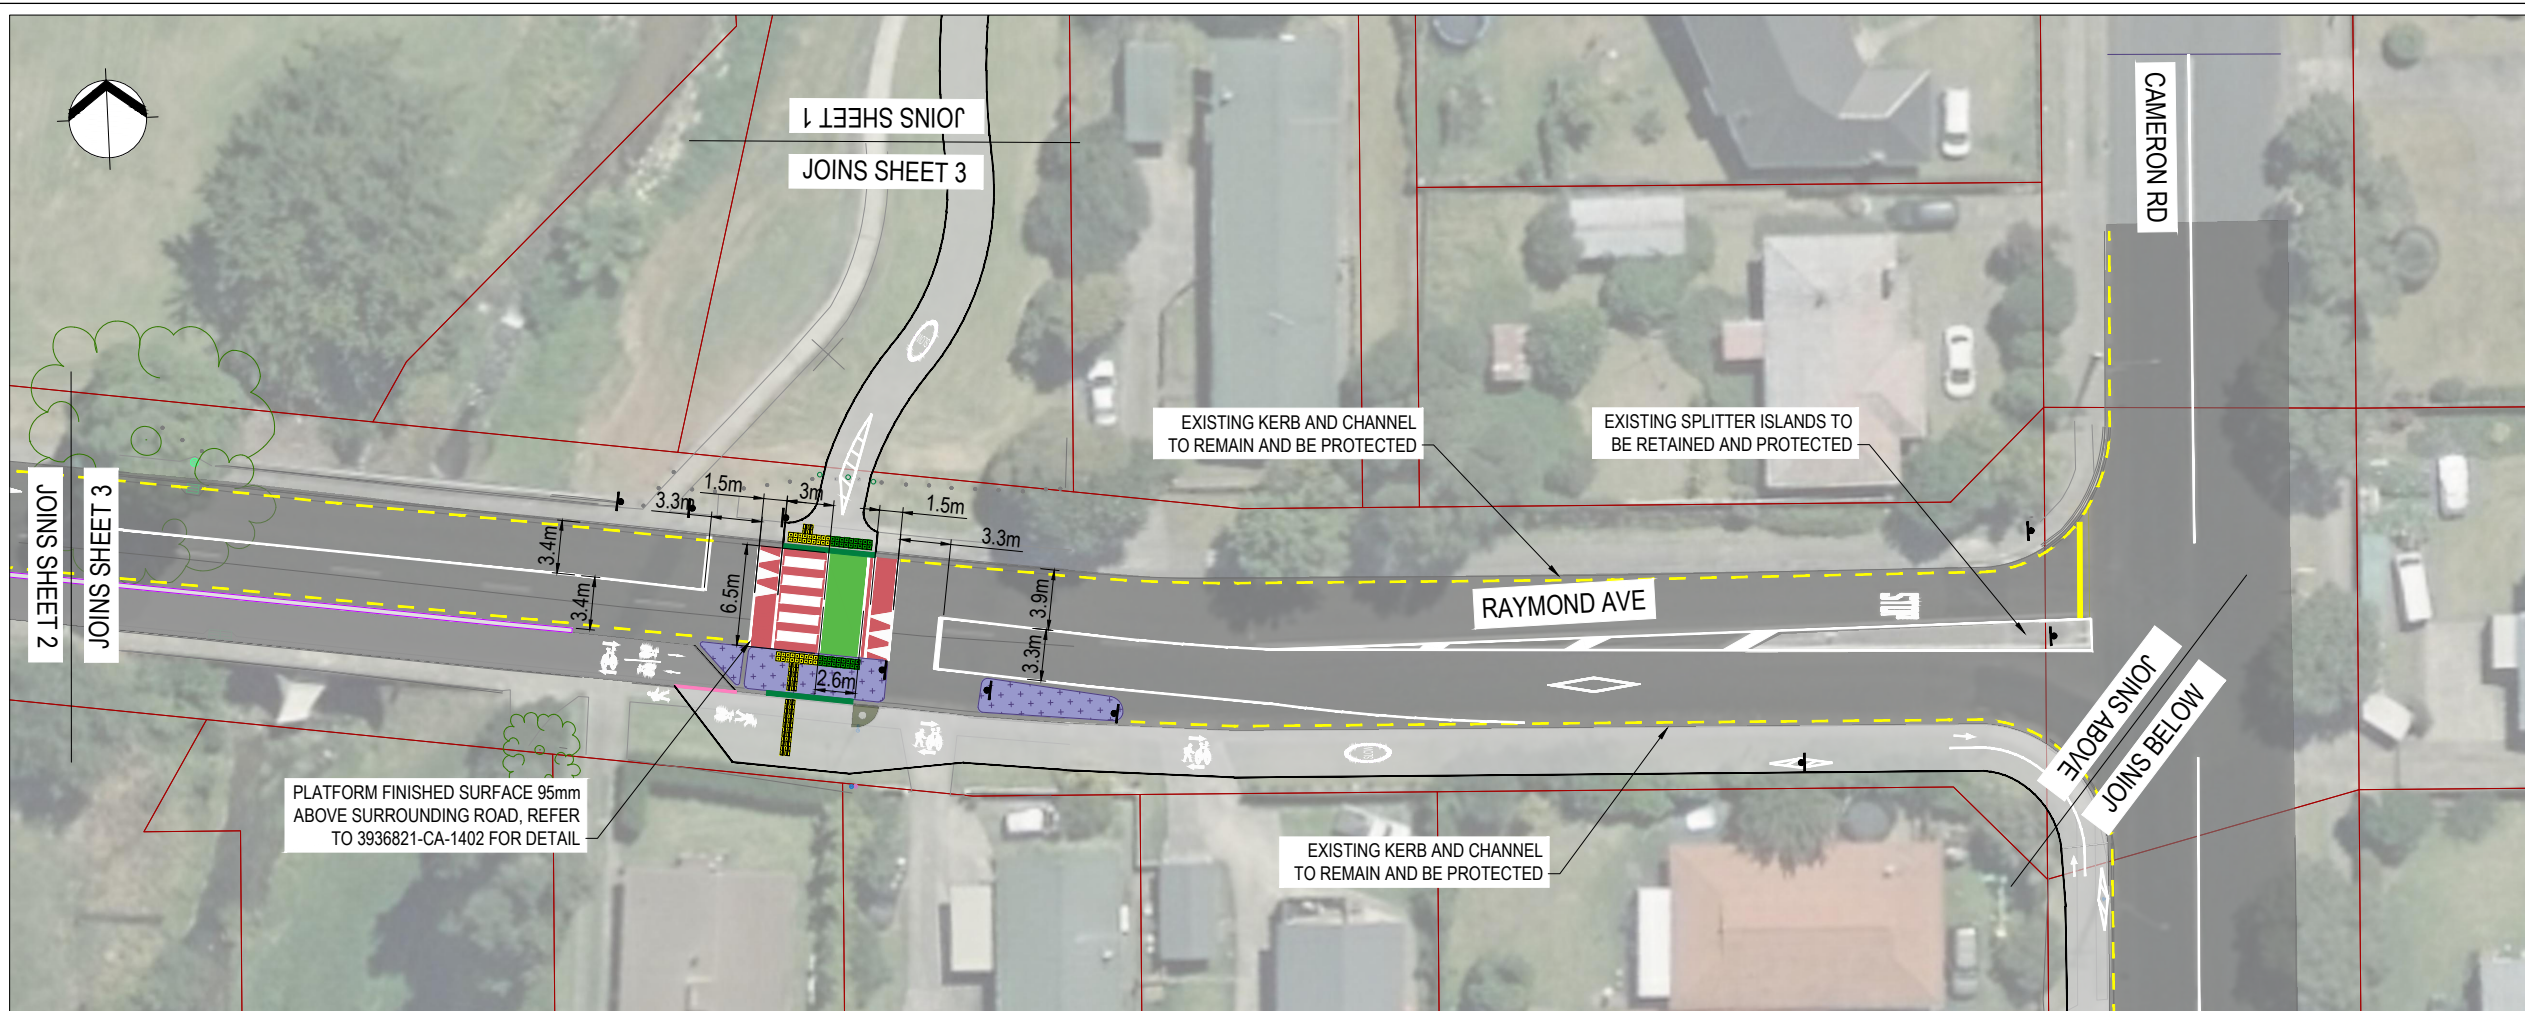 JOINS SHEET 1
JOINS SHEET 3
CAMERON RD
EXISTING KERB AND CHANNEL
TO REMAIN AND BE PROTECTED
EXISTING SPLITTER ISLANDS TO
BE RETAINED AND PROTECTED
JOINS SHEET 2
JOINS SHEET 3
1.5m
3m
1.5m
3.3m
3.3m
3.4m
3.4m
6.5m
3.9m
3.3m
2.6m
RAYMOND AVE
JOINS ABOVE
JOINS BELOW
PLATFORM FINISHED SURFACE 95mm
ABOVE SURROUNDING ROAD, REFER
TO 3936821-CA-1402 FOR DETAIL
EXISTING KERB AND CHANNEL
TO REMAIN AND BE PROTECTED